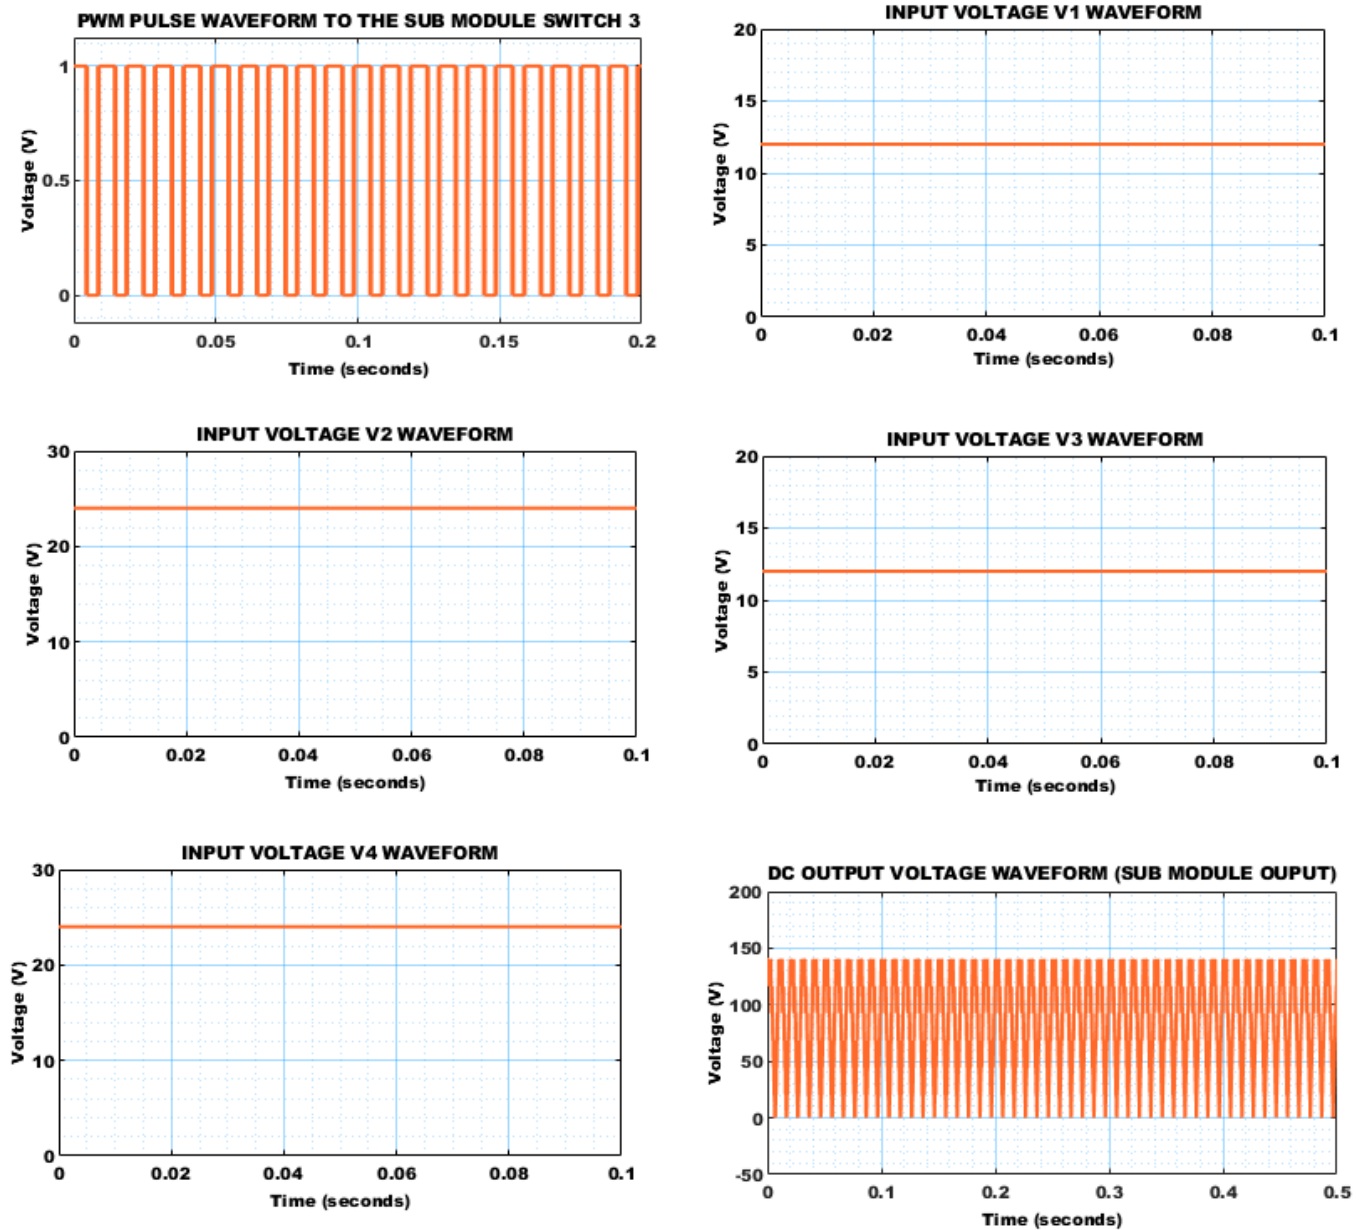 PWM PULSE WAVEFORM TO THE SUB MODULE SWITCH 3
1
0.5
0
Voltage (V)
0 0.05 0.1 0.15 0.2
Time (seconds)
INPUT VOLTAGE V1 WAVEFORM
20
15
10
5
0
Voltage (V)
0 0.02 0.04 0.06 0.08 0.1
Time (seconds)
INPUT VOLTAGE V2 WAVEFORM
30
20
10
0
Voltage (V)
0 0.02 0.04 0.06 0.08 0.1
Time (seconds)
INPUT VOLTAGE V3 WAVEFORM
20
15
10
5
0
Voltage (V)
0 0.02 0.04 0.06 0.08 0.1
Time (seconds)
INPUT VOLTAGE V4 WAVEFORM
30
20
10
0
Voltage (V)
0 0.02 0.04 0.06 0.08 0.1
Time (seconds)
DC OUTPUT VOLTAGE WAVEFORM (SUB MODULE OUPUT)
200
150
100
50
0
-50
Voltage (V)
0 0.1 0.2 0.3 0.4 0.5
Time (seconds)